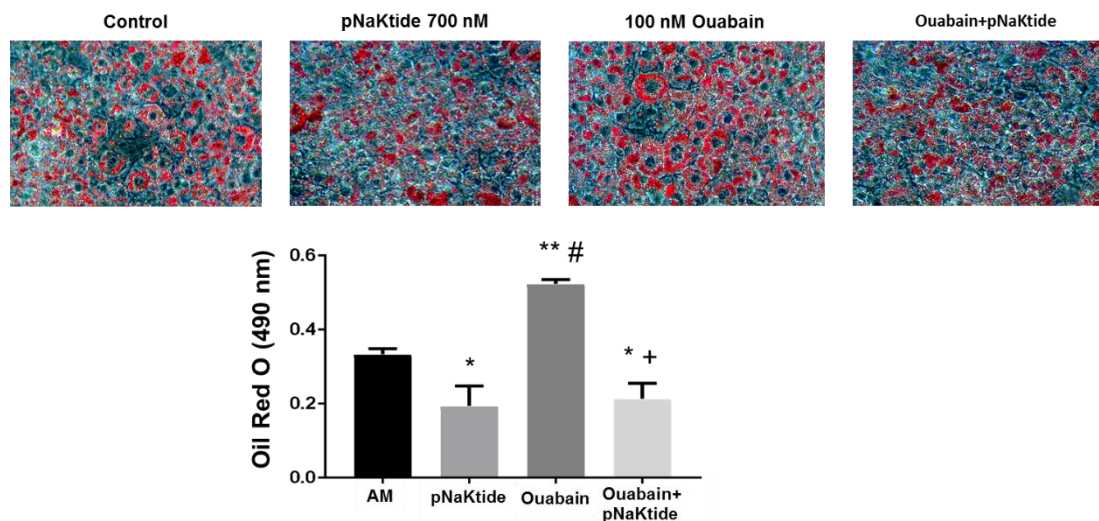 Control
pNaKtide 700 nM
100 nM Ouabain
Ouabain+pNaKtide
Oil Red O (490 nm)
0.6
0.4
0.2
0.0
*
** #
* +
AM
pNaKtide
Ouabain
Ouabain+
pNaKtide